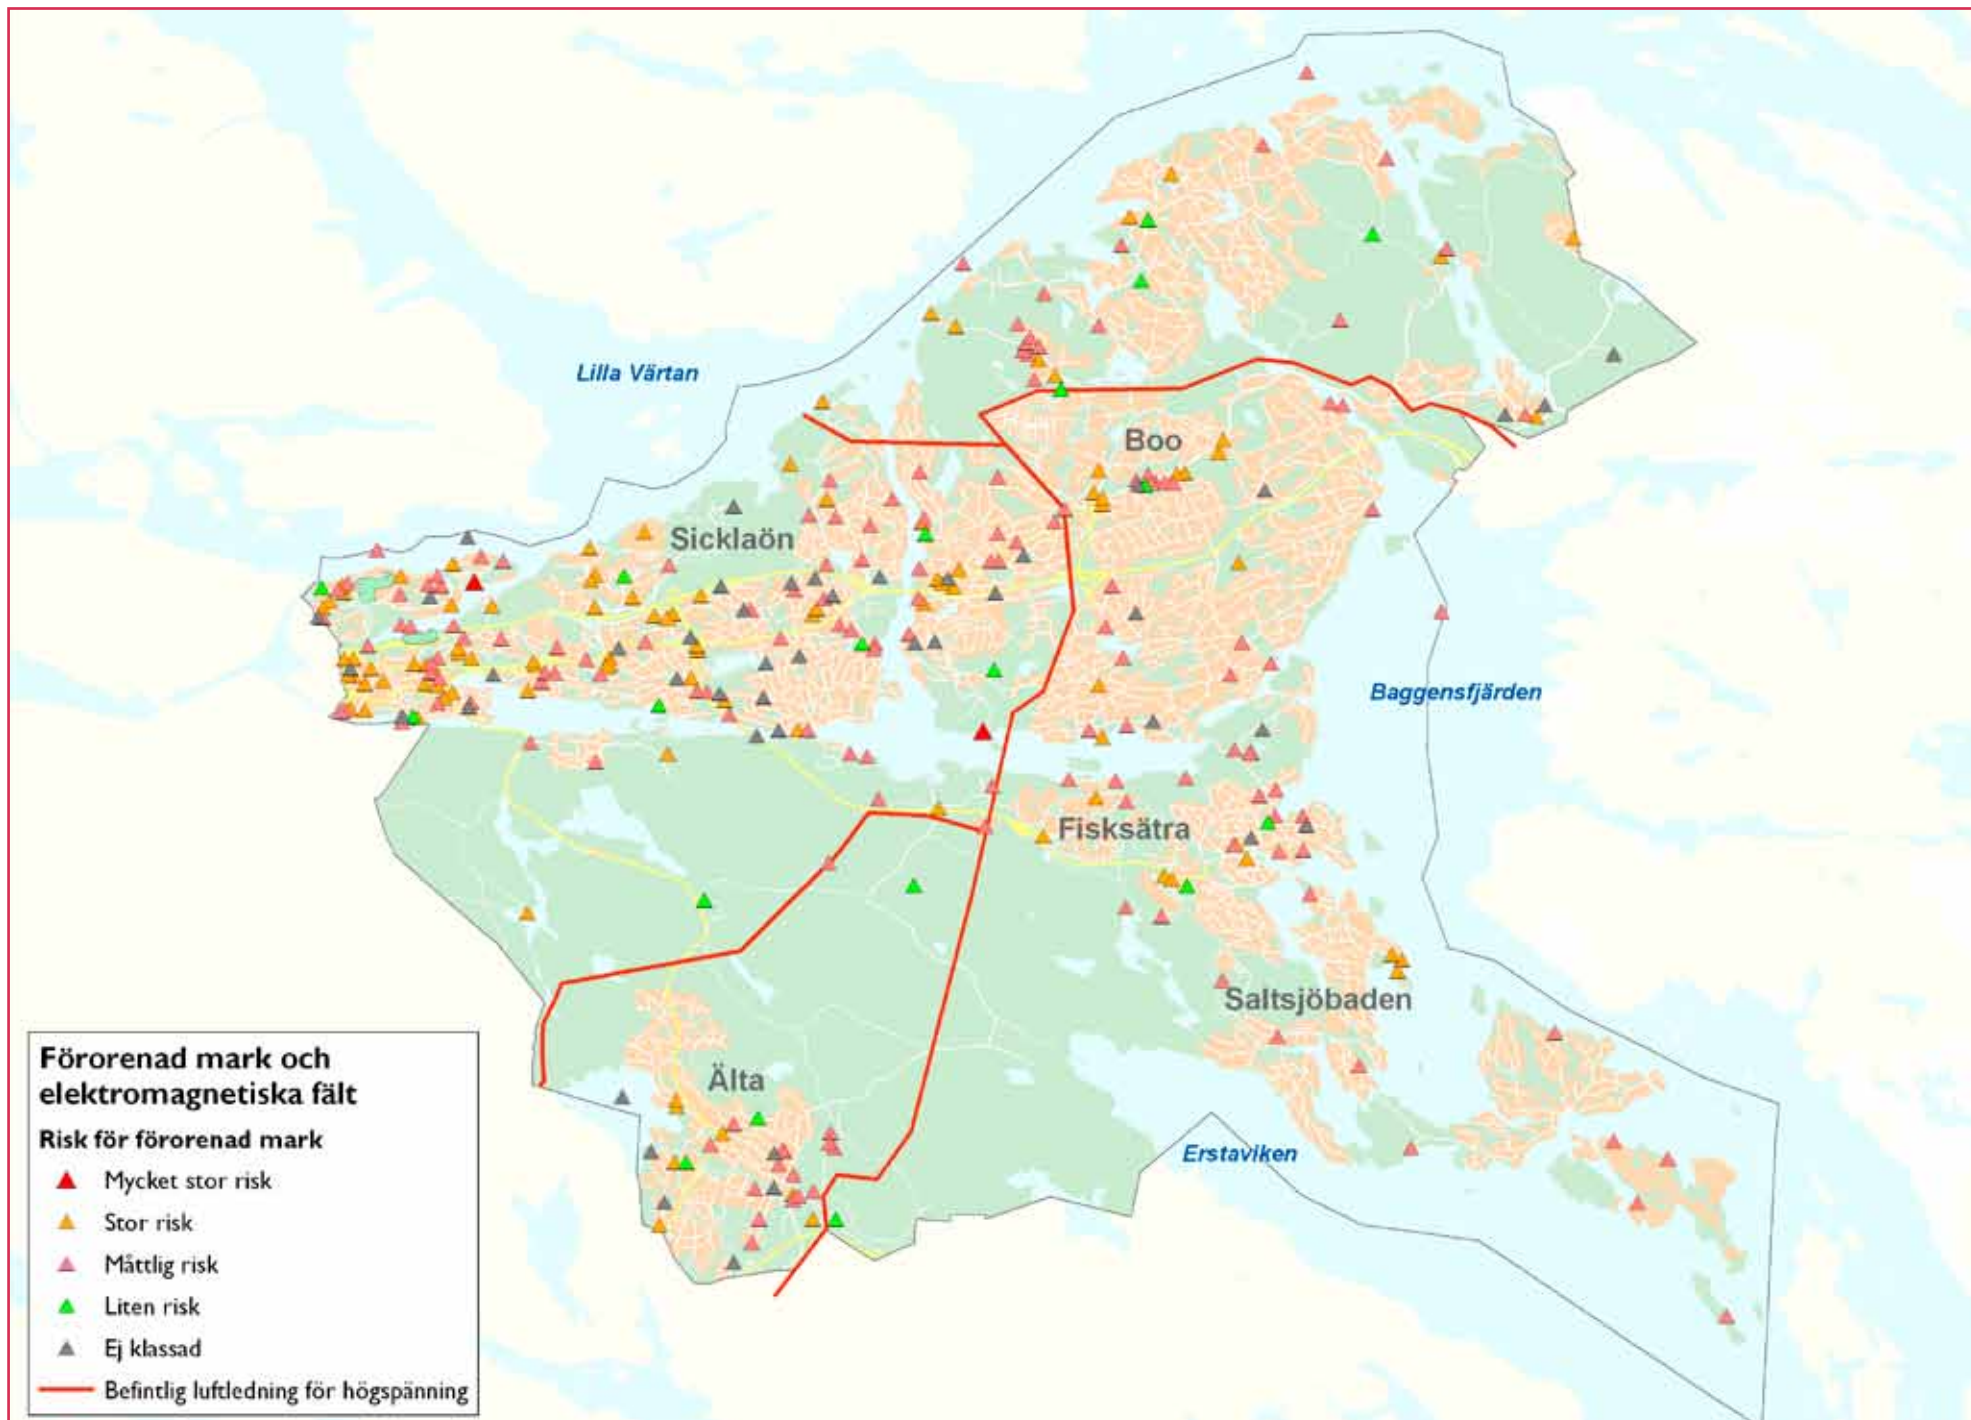 Lilla Värtan
Boo
Sicklaön
Baggensfjärden
Fisksätra
Saltsjöbaden
Älta
Erstaviken
Förorenad mark och
elektromagnetiska fält
Risk för förorenad mark
Mycket stor risk
Stor risk
Måttlig risk
Liten risk
Ej klassad
Befintlig luftledning för högspänning